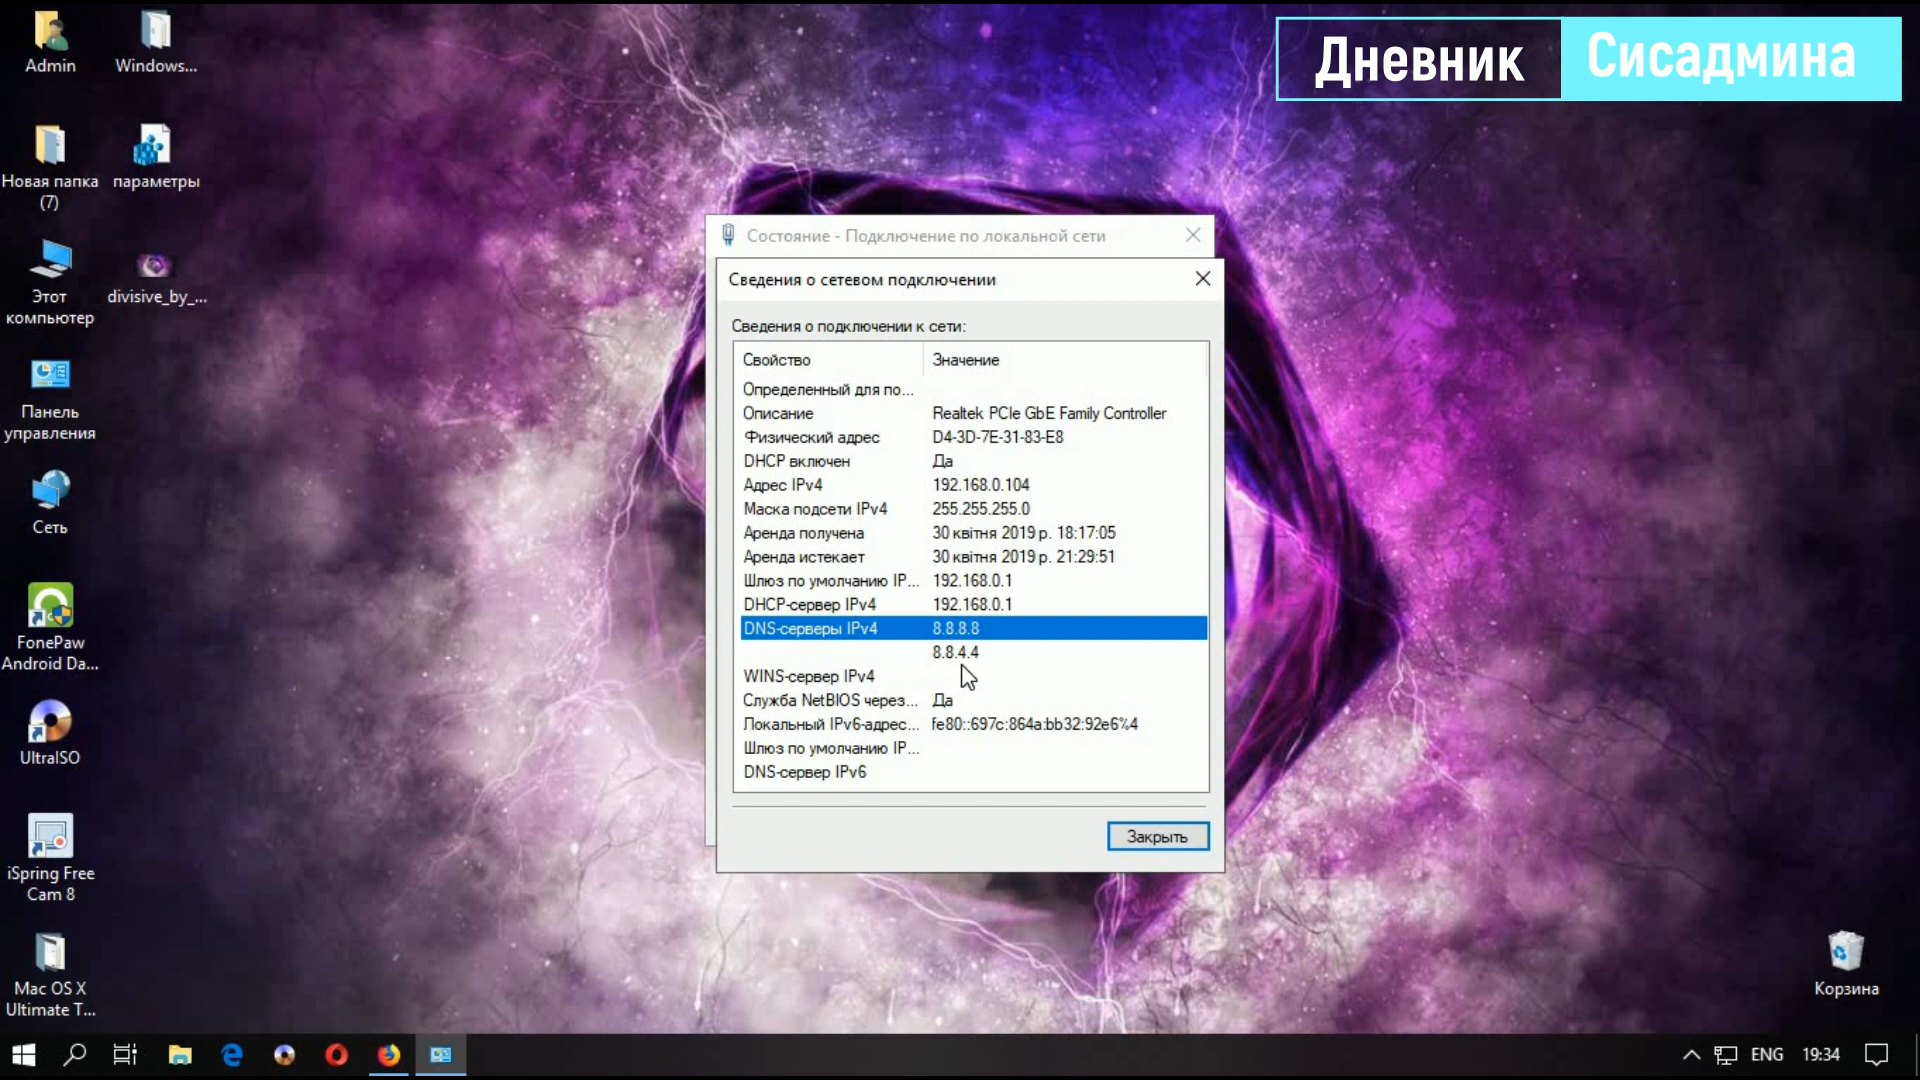 Дневник Сисадмина
Admin
Windows...
Новая папка
(7)
параметры
Этот
компьютер
divisive_by_...
Панель
управления
Сеть
FonePaw
Android Da...
UltraISO
iSpring Free
Cam 8
Mac OS X
Ultimate T...
Корзина
Состояние - Подключение по локальной сети
Сведения о сетевом подключении
Сведения о подключении к сети:
Свойство Значение
Определенный для по...
Описание Realtek PCIe GbE Family Controller
Физический адрес D4-3D-7E-31-83-E8
DHCP включен Да
Адрес IPv4 192.168.0.104
Маска подсети IPv4 255.255.255.0
Аренда получена 30 квітня 2019 р. 18:17:05
Аренда истекает 30 квітня 2019 р. 21:29:51
Шлюз по умолчанию IP... 192.168.0.1
DHCP-сервер IPv4 192.168.0.1
DNS-серверы IPv4 8.8.8.8
8.8.4.4
WINS-сервер IPv4
Служба NetBIOS через... Да
Локальный IPv6-адрес... fe80::697c:864a:bb32:92e6%4
Шлюз по умолчанию IP...
DNS-сервер IPv6
Закрыть
ENG 19:34